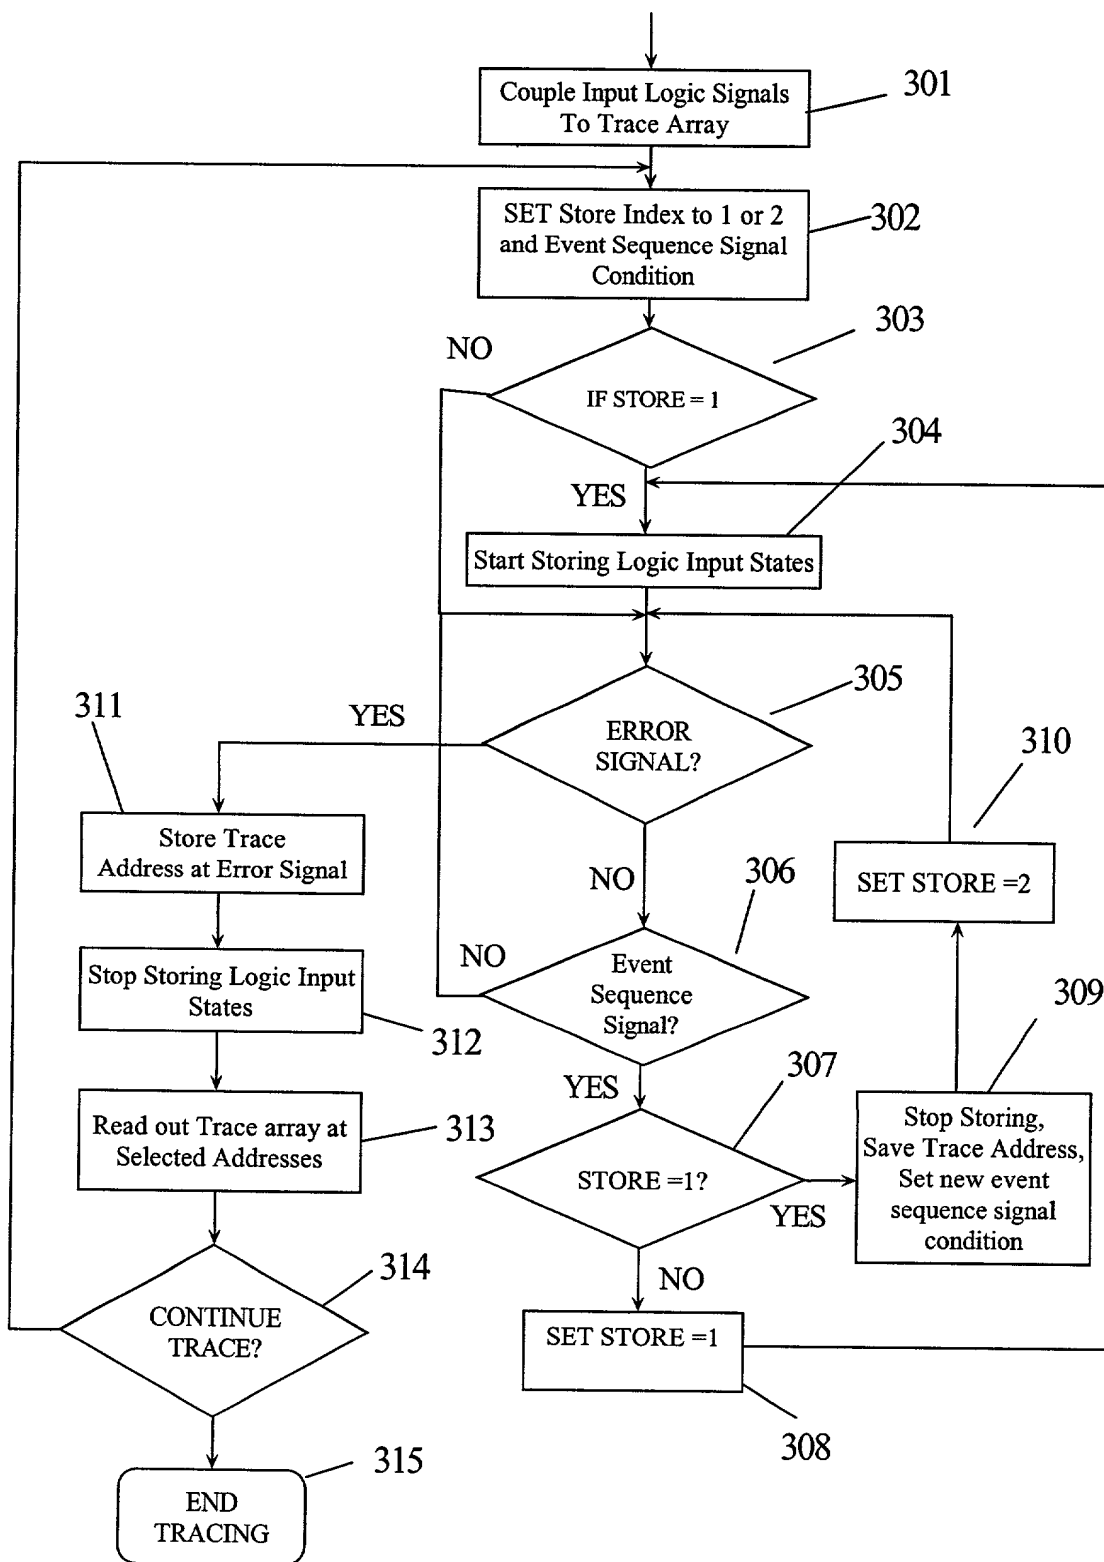 Couple Input Logic Signals
To Trace Array
301
SET Store Index to 1 or 2
and Event Sequence Signal
Condition
302
303
NO
IF STORE = 1
304
YES
Start Storing Logic Input States
305
311
YES
ERROR
SIGNAL?
310
Store Trace
Address at Error Signal
NO
306
SET STORE =2
NO
Event
Sequence
Signal?
Stop Storing Logic Input
States
312
309
YES
307
Read out Trace array at
Selected Addresses
313
STORE =1?
YES
Stop Storing,
Save Trace Address,
Set new event
sequence signal
condition
314
NO
CONTINUE
TRACE?
SET STORE =1
308
315
END
TRACING